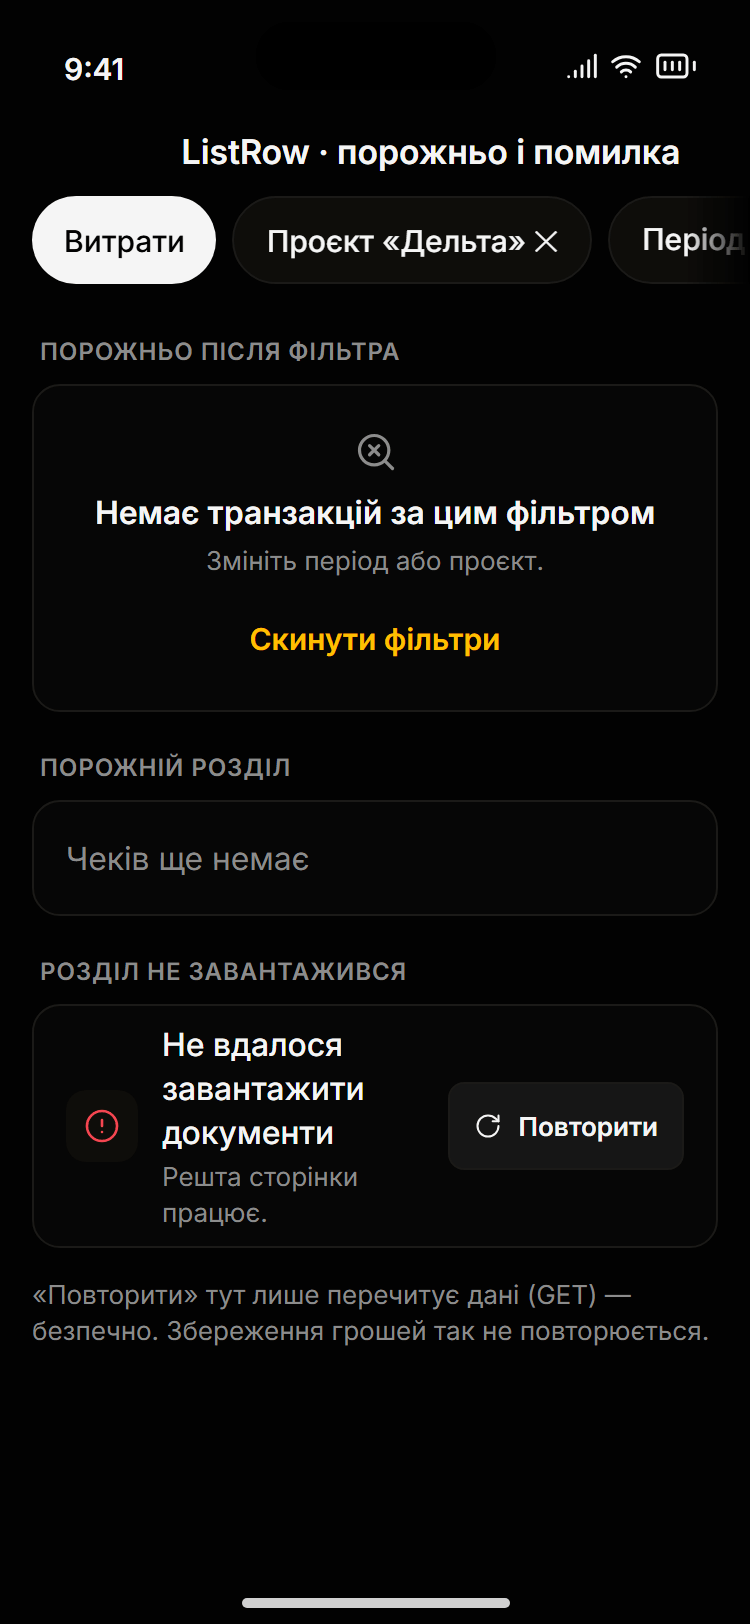 9:41
ListRow · порожньо і помилка
Витрати
Проєкт «Дельта»
Період
ПОРОЖНЬО ПІСЛЯ ФІЛЬТРА
Немає транзакцій за цим фільтром
Змініть період або проєкт.
Скинути фільтри
ПОРОЖНІЙ РОЗДІЛ
Чеків ще немає
РОЗДІЛ НЕ ЗАВАНТАЖИВСЯ
Не вдалося
завантажити
документи
Решта сторінки
працює.
Повторити
«Повторити» тут лише перечитує дані (GET) —
безпечно. Збереження грошей так не повторюється.